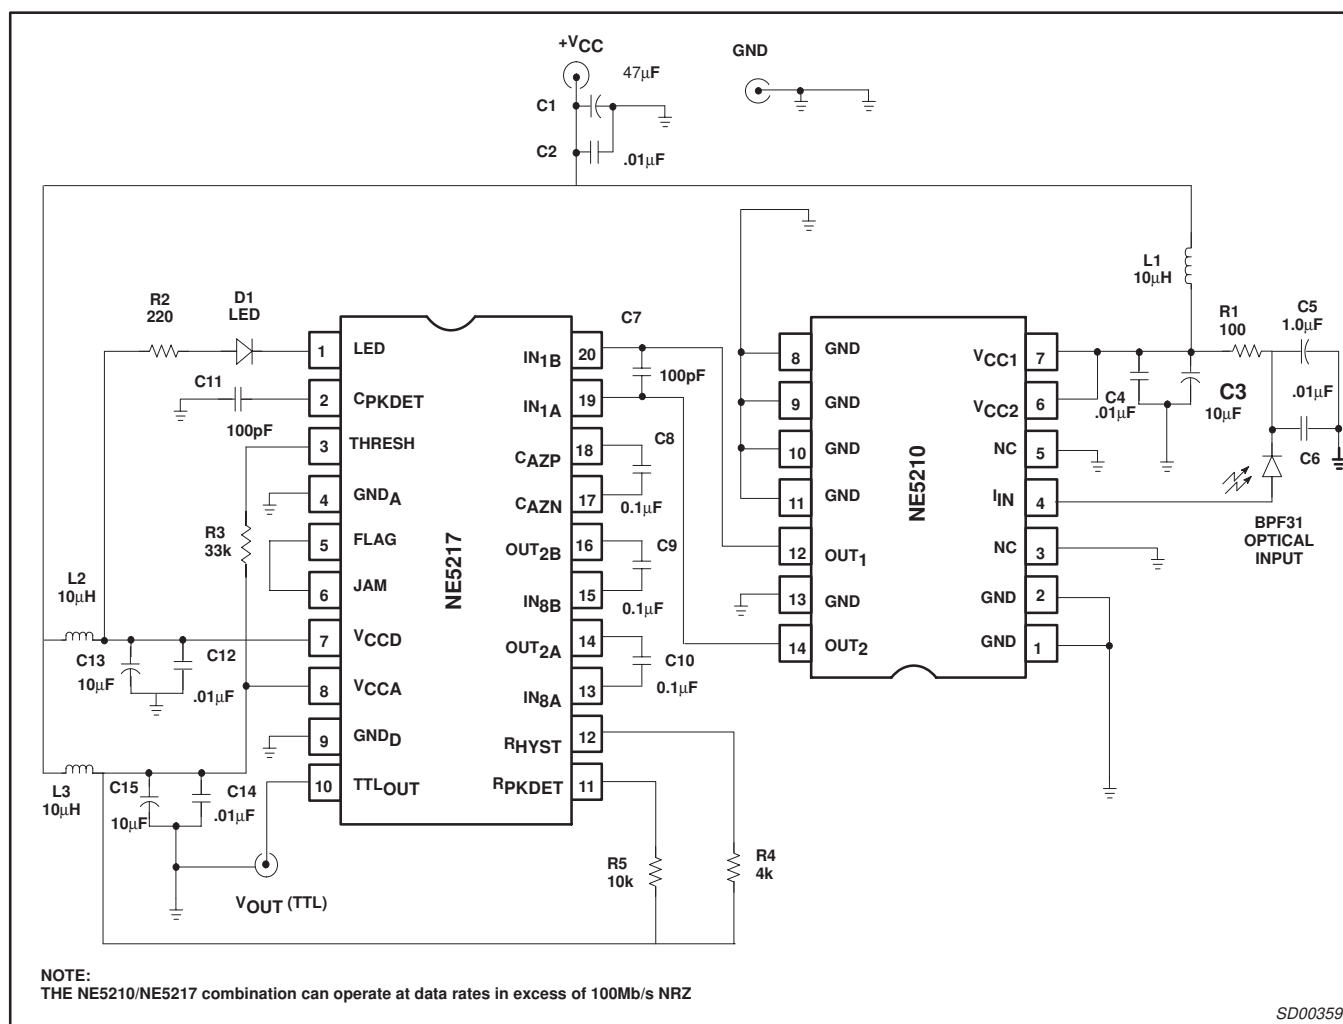 +VCC
GND
47µF
C1
C2
.01µF
L1
10µH
R2
220
D1
LED
C7
R1
100
C5
1.0µF
1
LED
IN1B
20
8
GND
VCC1
7
C11
100pF
.01µF
2
CPKDET
IN1A
19
9
GND
VCC2
6
C4
.01µF
C3
10µF
100pF
3
THRESH
CAZP
18
C8
10
GND
NC
5
C6
4
GNDA
CAZN
17
0.1µF
11
GND
IIN
4
NE5210
R3
33k
5
FLAG
OUT2B
16
C9
12
OUT1
NC
3
BPF31
OPTICAL
INPUT
NE5217
L2
10µH
6
JAM
IN8B
15
0.1µF
13
GND
GND
2
7
VCCD
OUT2A
14
C10
14
OUT2
GND
1
C13
10µF
C12
.01µF
8
VCCA
IN8A
13
0.1µF
9
GNDD
RHYST
12
L3
10µH
C15
10µF
C14
.01µF
10
TTLOUT
RPKDET
11
R5
10k
R4
4k
VOUT (TTL)
NOTE:
THE NE5210/NE5217 combination can operate at data rates in excess of 100Mb/s NRZ
SD00359